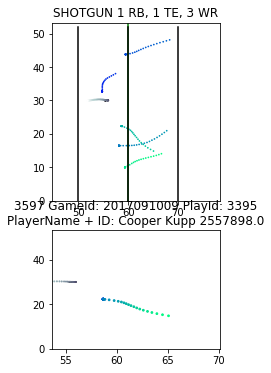 SHOTGUN 1 RB, 1 TE, 3 WR
50
40
30
20
10
0
50 60 70
3597 GameId: 2017091009 PlayId: 3395
PlayerName + ID: Cooper Kupp 2557898.0
40
20
0
55 60 65 70